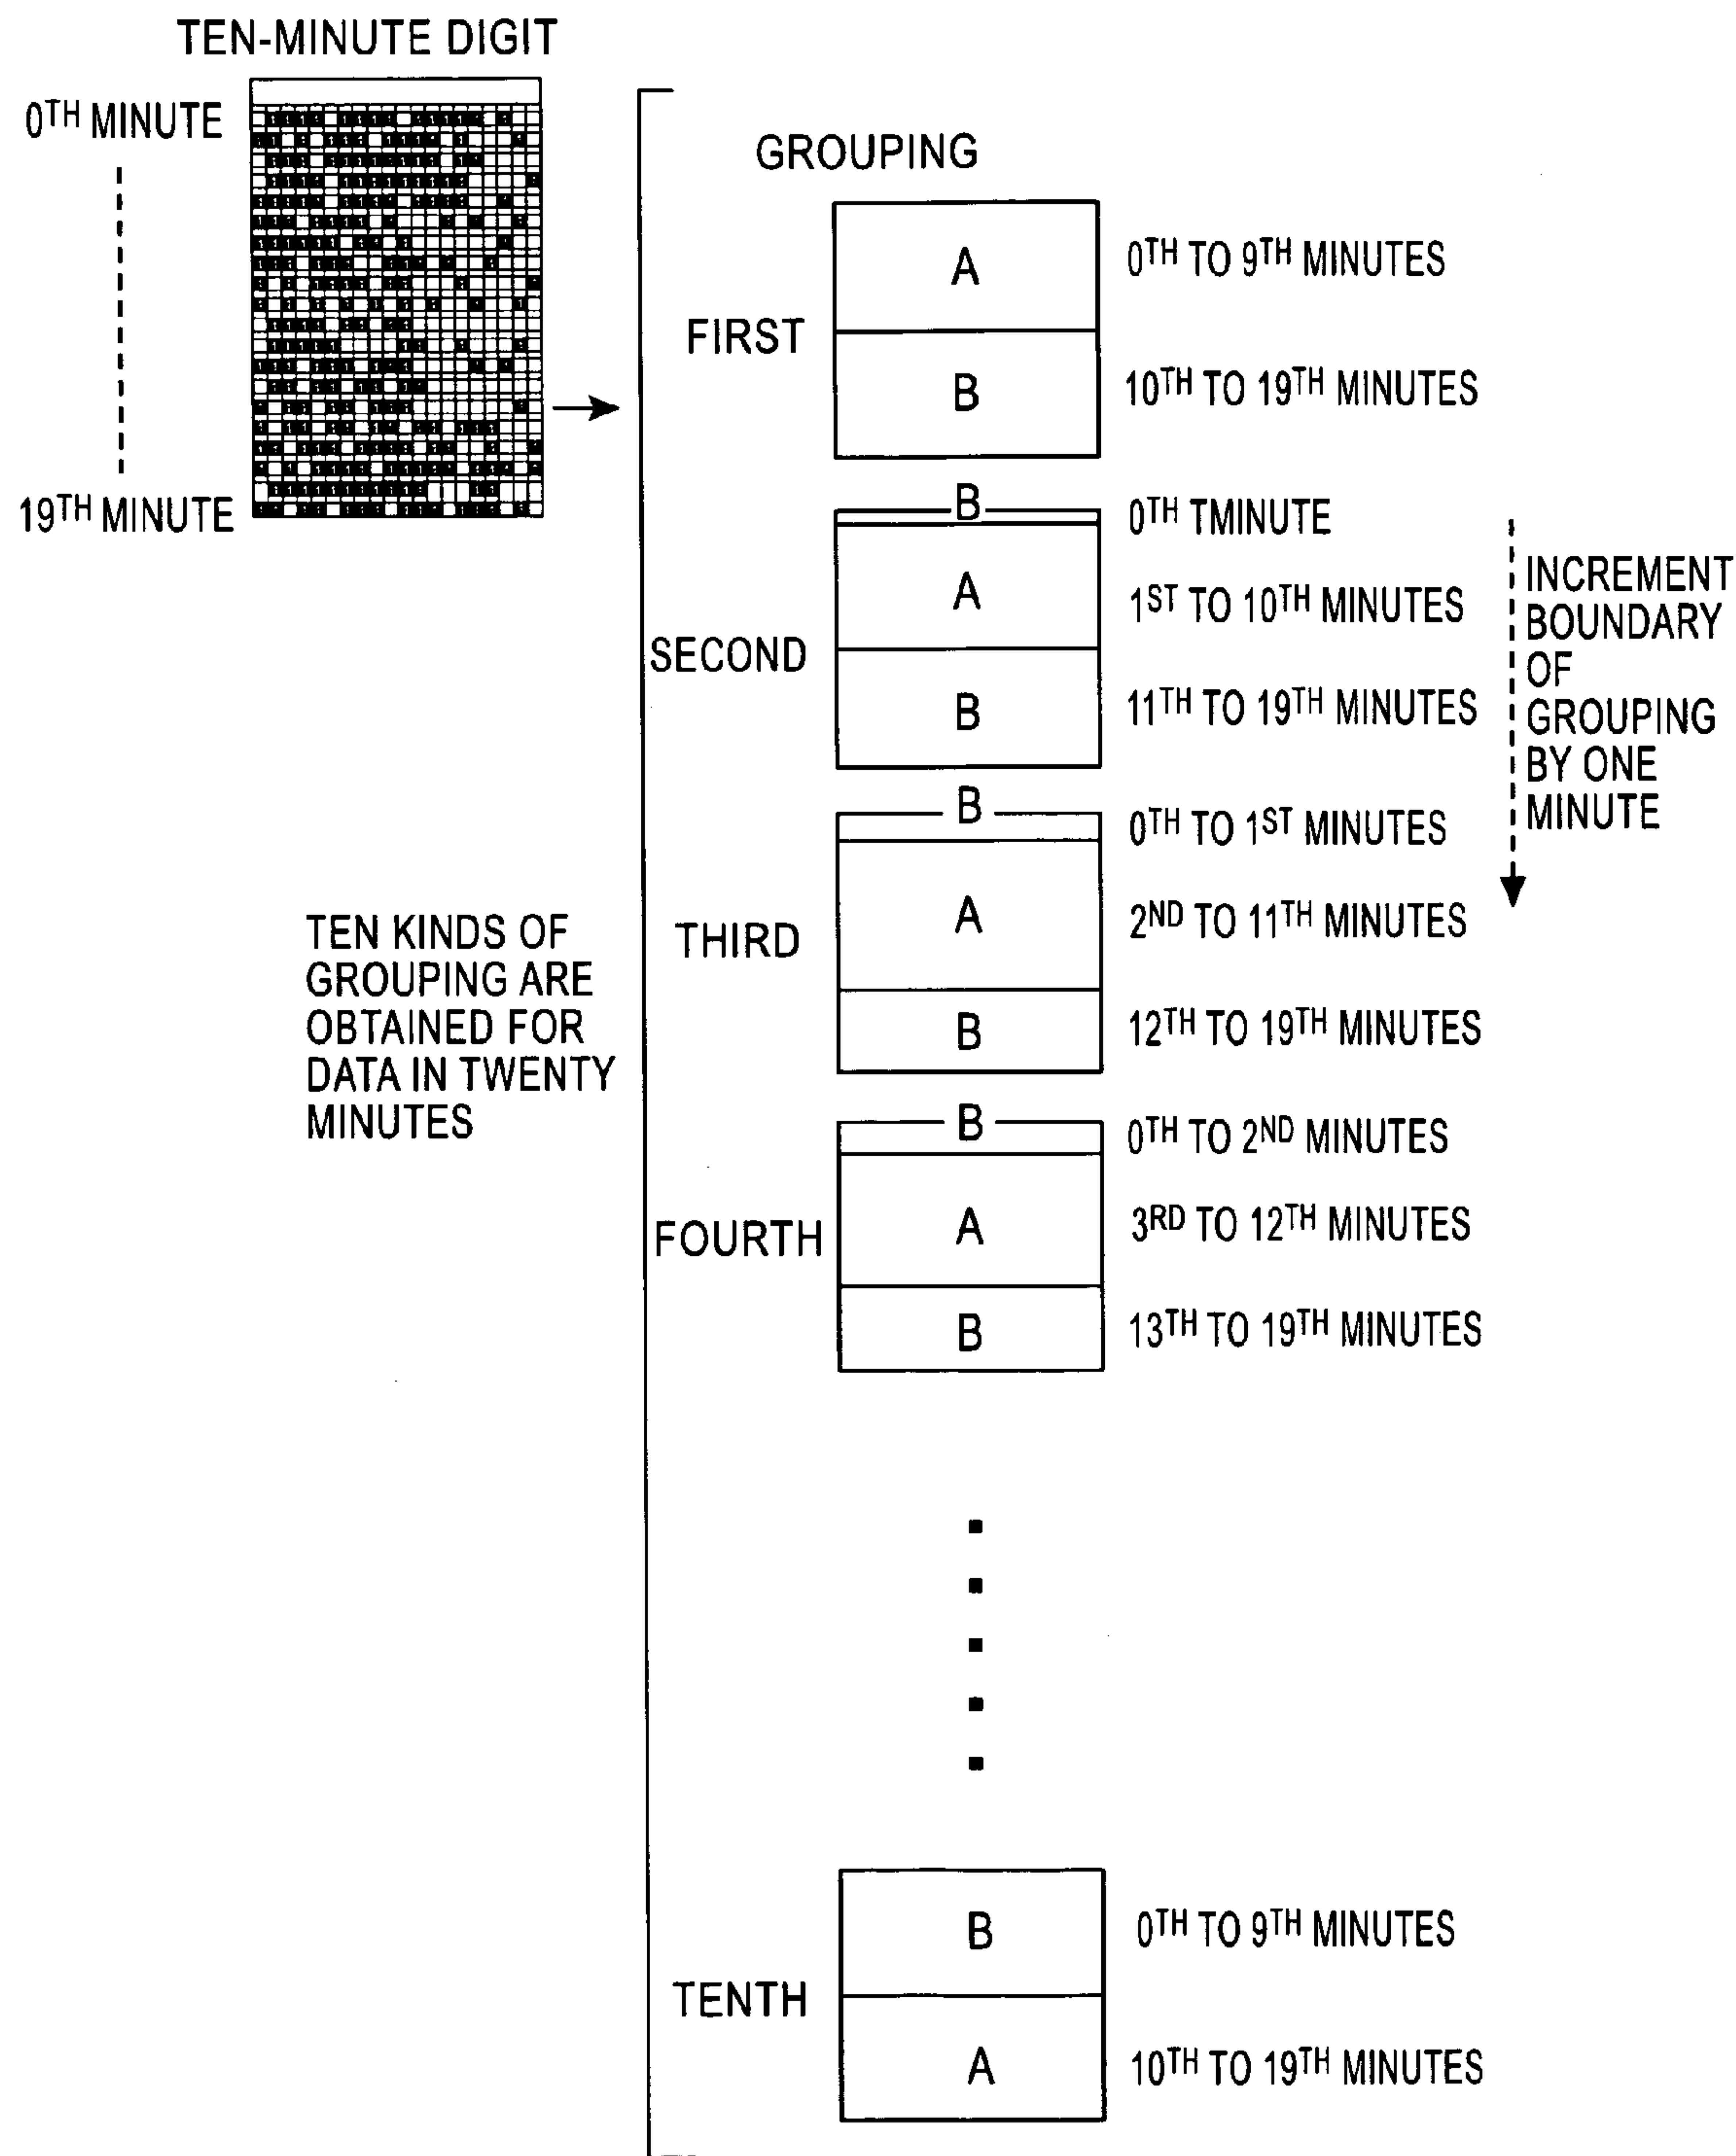 TEN-MINUTE DIGIT
0TH MINUTE
19TH MINUTE
GROUPING
FIRST
A
0TH TO 9TH MINUTES
B
10TH TO 19TH MINUTES
SECOND
B
0TH TMINUTE
A
1ST TO 10TH MINUTES
B
11TH TO 19TH MINUTES
INCREMENT
BOUNDARY
OF
GROUPING
BY ONE
MINUTE
THIRD
B
0TH TO 1ST MINUTES
A
2ND TO 11TH MINUTES
B
12TH TO 19TH MINUTES
TEN KINDS OF
GROUPING ARE
OBTAINED FOR
DATA IN TWENTY
MINUTES
FOURTH
B
0TH TO 2ND MINUTES
A
3RD TO 12TH MINUTES
B
13TH TO 19TH MINUTES
TENTH
B
0TH TO 9TH MINUTES
A
10TH TO 19TH MINUTES